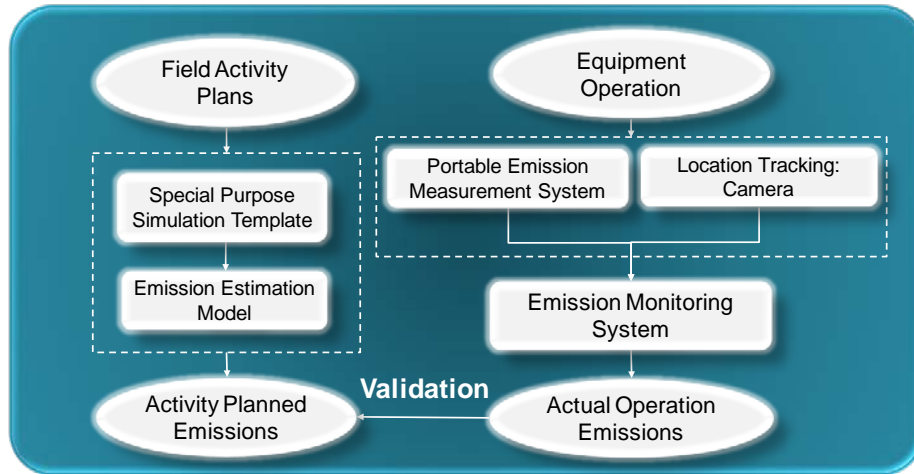 Field Activity
Plans
Equipment
Operation
Special Purpose
Simulation Template
Emission Estimation
Model
Portable Emission
Measurement System
Location Tracking:
Camera
Emission Monitoring
System
Activity Planned
Emissions
Validation
Actual Operation
Emissions